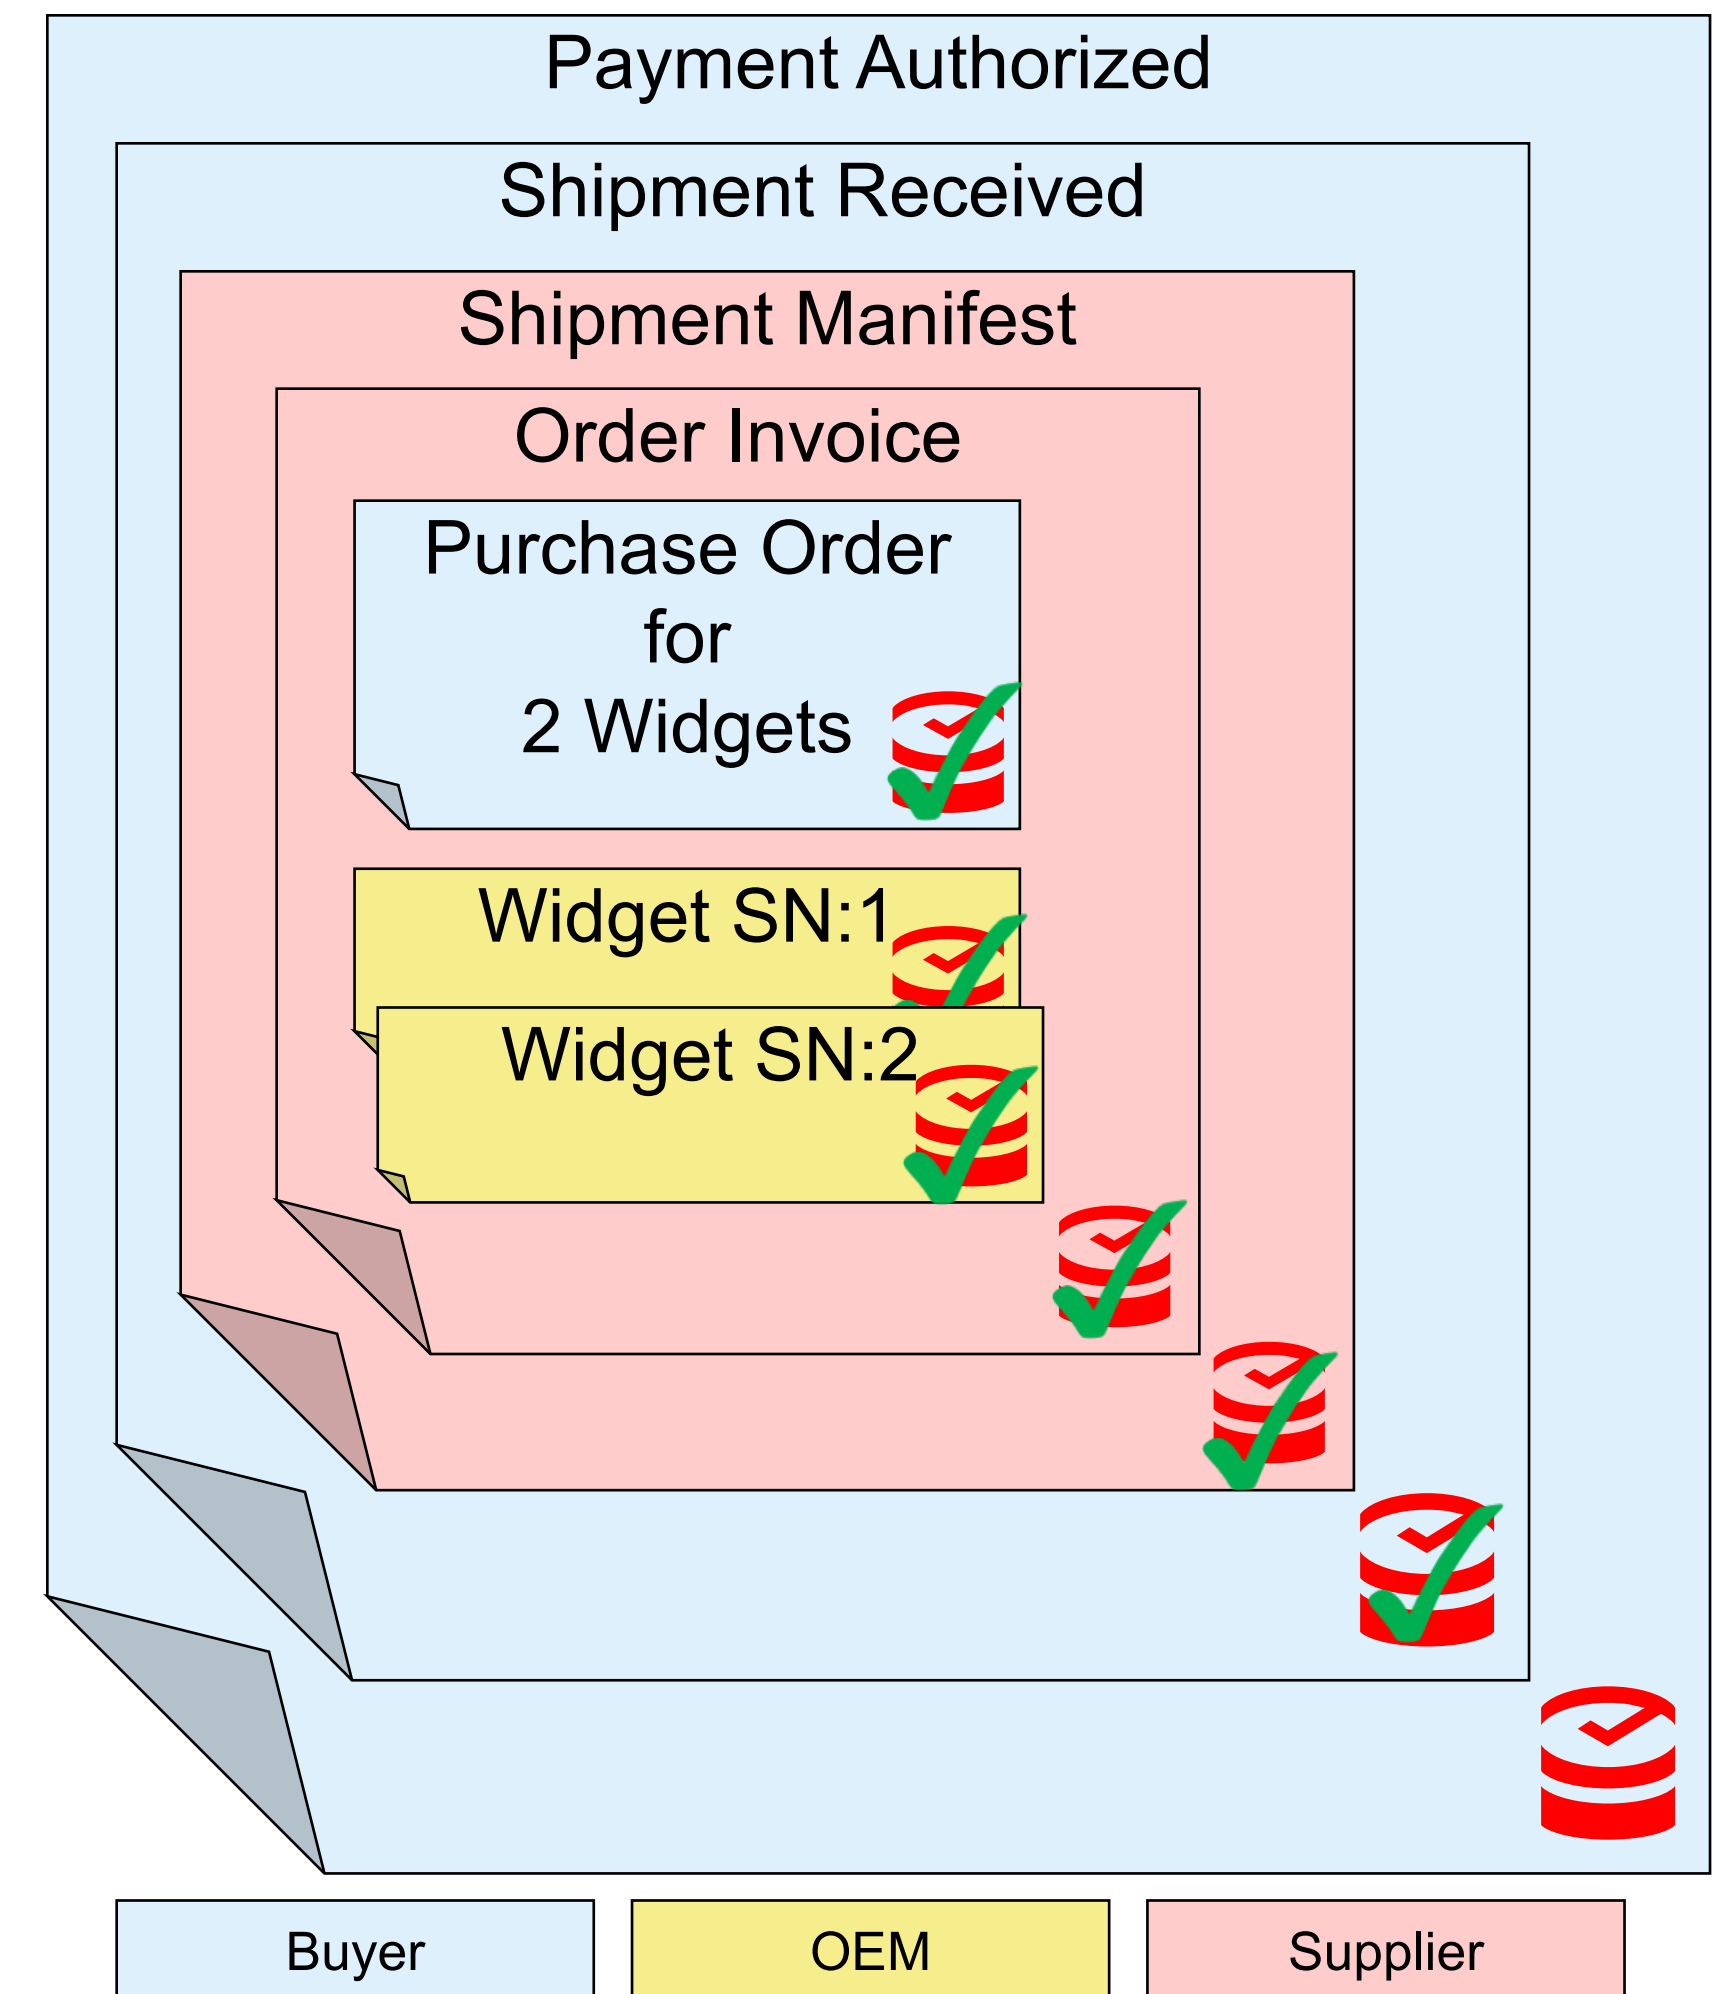 Payment Authorized
Shipment Received
Shipment Manifest
Order Invoice
Purchase Order
for
2 Widgets
Widget SN:1
Widget SN:2
Buyer
OEM
Supplier